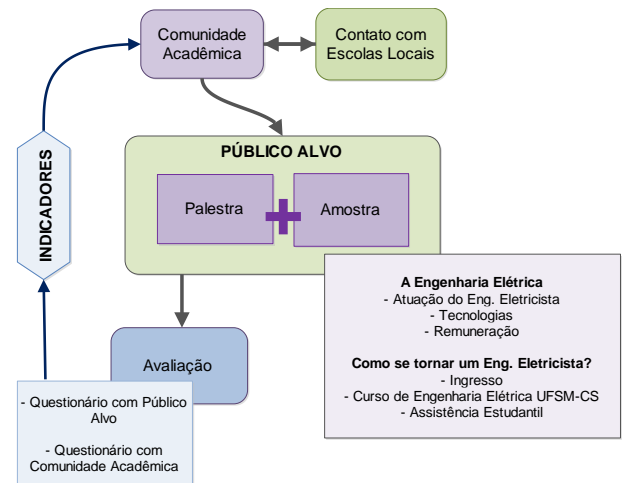 Comunidade
Acadêmica
Contato com
Escolas Locais
INDICADORES
PÚBLICO ALVO
Palestra
Amostra
A Engenharia Elétrica
- Atuação do Eng. Eletricista
- Tecnologias
- Remuneração
Como se tornar um Eng. Eletricista?
- Ingresso
- Curso de Engenharia Elétrica UFSM-CS
- Assistência Estudantil
Avaliação
- Questionário com Público
Alvo
- Questionário com
Comunidade Acadêmica